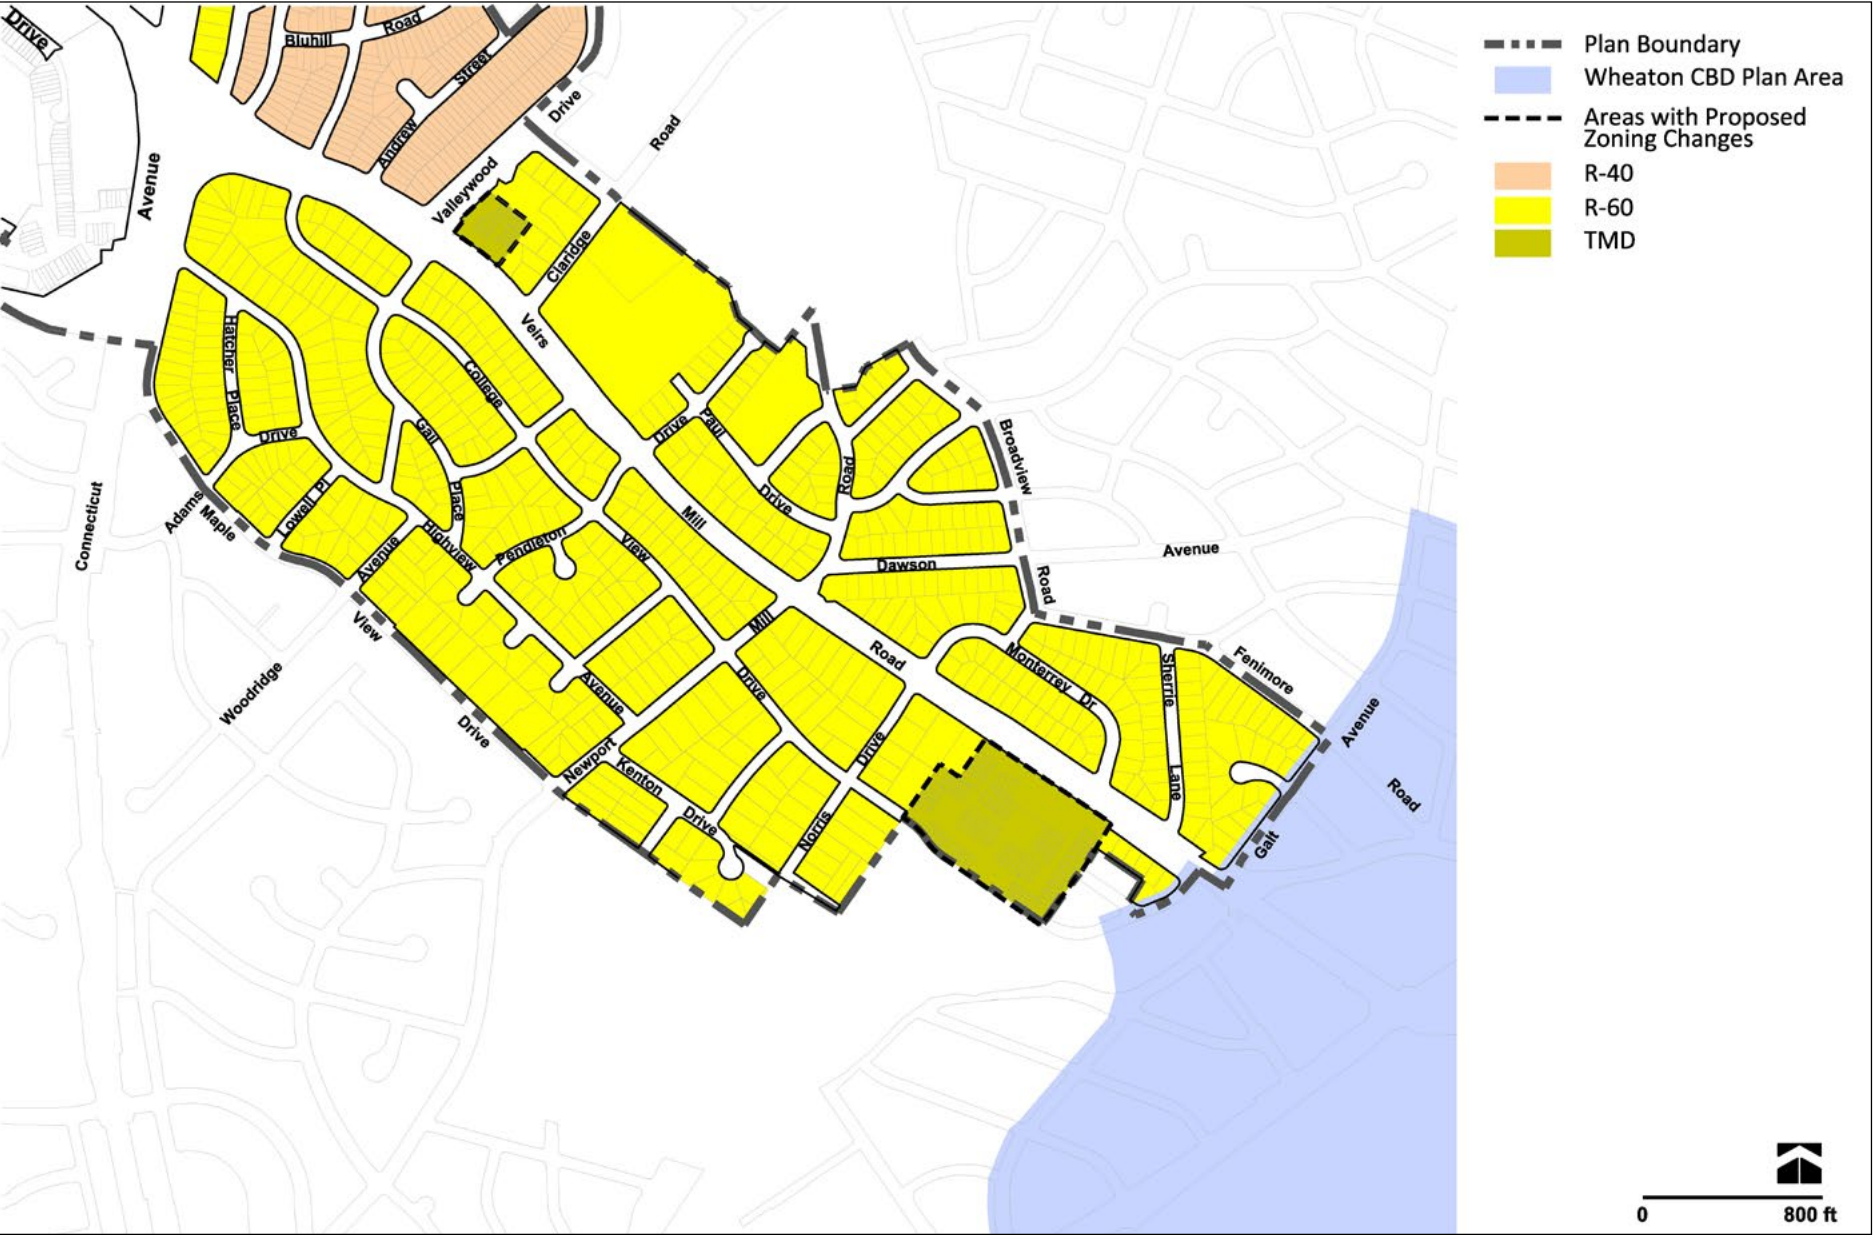 Drive
Bluhill
Road
Street
Andrew
Drive
Road
Avenue
Valleywood
Claridge
Veirs
Hatcher
Place
Drive
College
Gail
Place
Drive
Paul
Drive
Road
Broadview
Road
Connecticut
Adams
Maple
Lowell Pl
Avenue
Highview
Pendleton
View
Mill
Dawson
Avenue
View
Drive
Woodridge
Mill
Drive
Road
Monterrey Dr
Sherrie
Lane
Fenimore
Avenue
Road
Galt
Avenue
Newport
Kenton
Drive
Norris
Drive
Plan Boundary
Wheaton CBD Plan Area
Areas with Proposed
Zoning Changes
R-40
R-60
TMD
0
800 ft